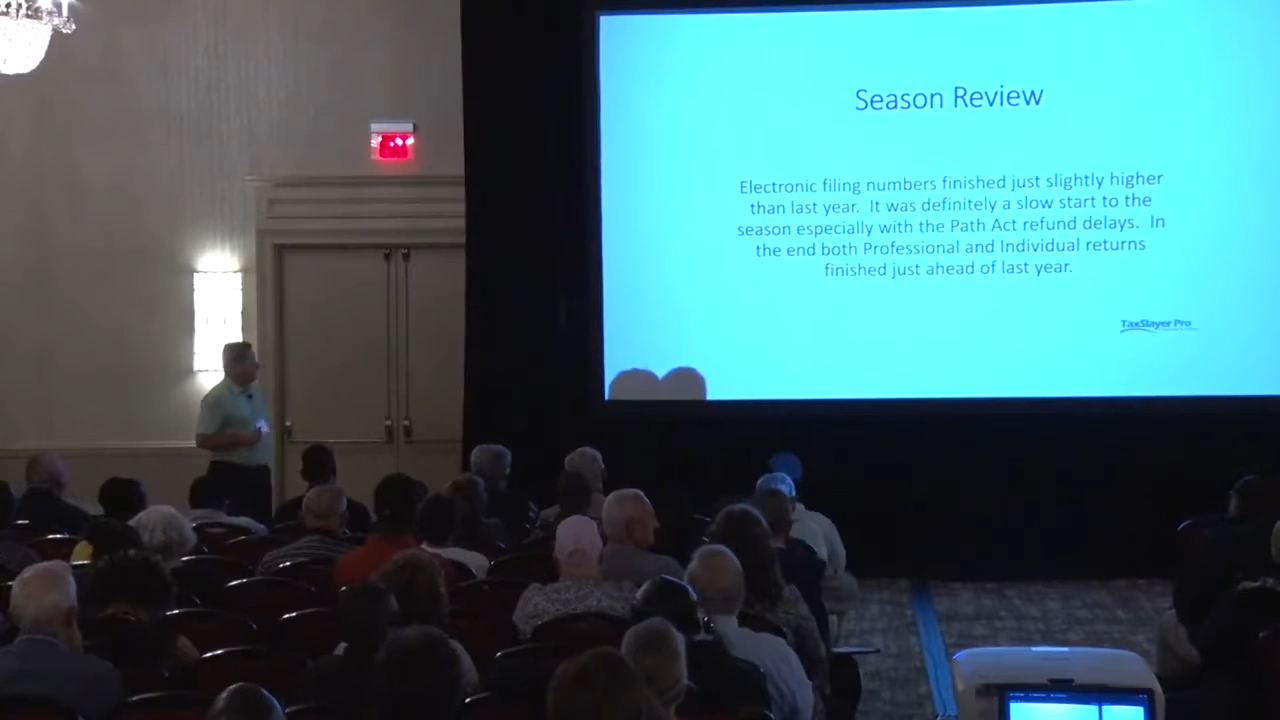 Season Review
Electronic filing numbers finished just slightly higher
than last year.  It was definitely a slow start to the
season especially with the Path Act refund delays.  In
the end both Professional and Individual returns
finished just ahead of last year.
TaxSlayer Pro